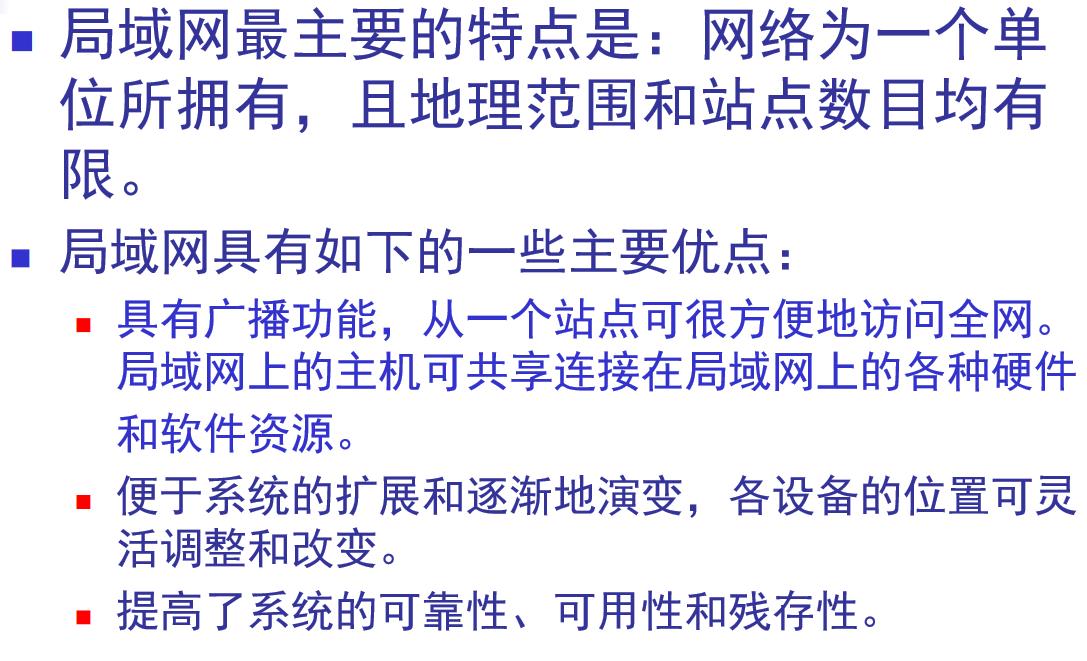 局域网最主要的特点是：网络为一个单
位所拥有，且地理范围和站点数目均有
限。
局域网具有如下的一些主要优点：
具有广播功能，从一个站点可很方便地访问全网。
局域网上的主机可共享连接在局域网上的各种硬件
和软件资源。
便于系统的扩展和逐渐地演变，各设备的位置可灵
活调整和改变。
提高了系统的可靠性、可用性和残存性。